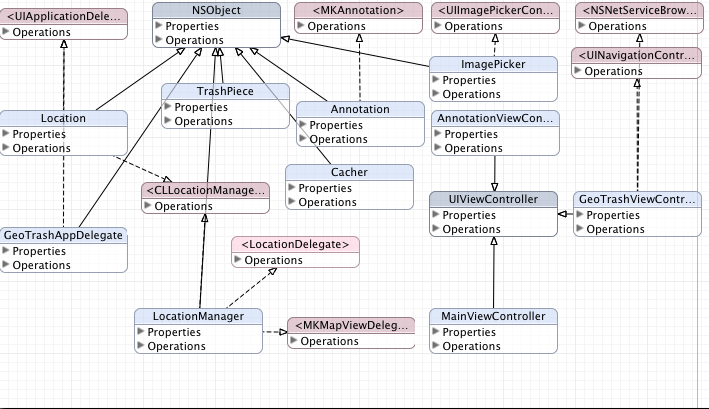 <UIApplicationDele...
Operations
NSObject
Properties
Operations
<MKAnnotation>
Operations
<UIImagePickerCon...
Operations
<NSNetServiceBrow...
Operations
<UINavigationContr...
Operations
ImagePicker
Properties
Operations
TrashPiece
Properties
Operations
Annotation
Properties
Operations
Location
Properties
Operations
AnnotationViewCon...
Properties
Operations
Cacher
Properties
Operations
<CLLocationManage...
Operations
UIViewController
Properties
Operations
GeoTrashViewContr...
Properties
Operations
GeoTrashAppDelegate
Properties
Operations
<LocationDelegate>
Operations
LocationManager
Properties
Operations
<MKMapViewDeleg...
Operations
MainViewController
Properties
Operations